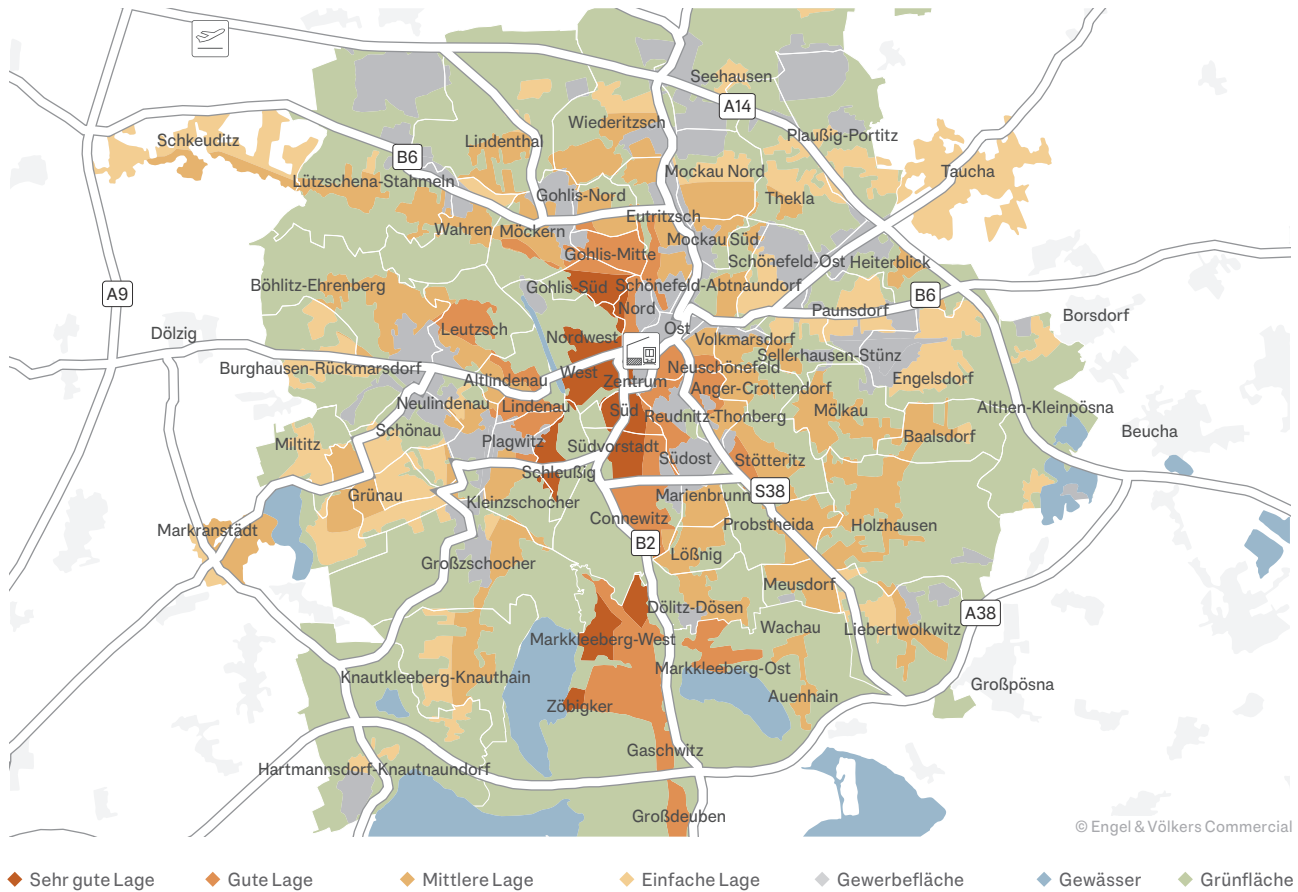 Seehausen
A14
Wiederitzsch
Plaußig-Portitz
Schkeuditz
Lindenthal
B6
Mockau Nord
Taucha
Lützschena-Stahmeln
Gohlis-Nord
Thekla
Eutritzsch
Wahren
Möckern
Mockau Süd
Gohlis-Mitte
Schönefeld-Ost
Heiterblick
Böhlitz-Ehrenberg
Gohlis-Süd
Schönefeld-Abtnaundorf
A9
B6
Nord
Paunsdorf
Borsdorf
Dölzig
Leutzsch
Ost
Nordwest
Volkmarsdorf
Sellerhausen-Stünz
Burghausen-Rückmarsdorf
Neuschönefeld
West
Altlindenau
Zentrum
Engelsdorf
Anger-Crottendorf
Neulindenau
Lindenau
Süd
Reudnitz-Thonberg
Mölkau
Althen-Kleinpösna
Schönau
Beucha
Miltitz
Plagwitz
Südvorstadt
Baalsdorf
Südost
Stötteritz
Schleußig
Grünau
Marienbrunn
S38
Kleinzschocher
Connewitz
Probstheida
Holzhausen
Markranstädt
B2
Lößnig
Großzschocher
Meusdorf
Dölitz-Dösen
A38
Wachau
Liebertwolkwitz
Markkleeberg-West
Markkleeberg-Ost
Knautkleeberg-Knauthain
Großpösna
Auenhain
Zöbigker
Gaschwitz
Hartmannsdorf-Knautnaundorf
Großdeuben
© Engel & Völkers Commercial
Sehr gute Lage
Gute Lage
Mittlere Lage
Einfache Lage
Gewerbefläche
Gewässer
Grünfläche